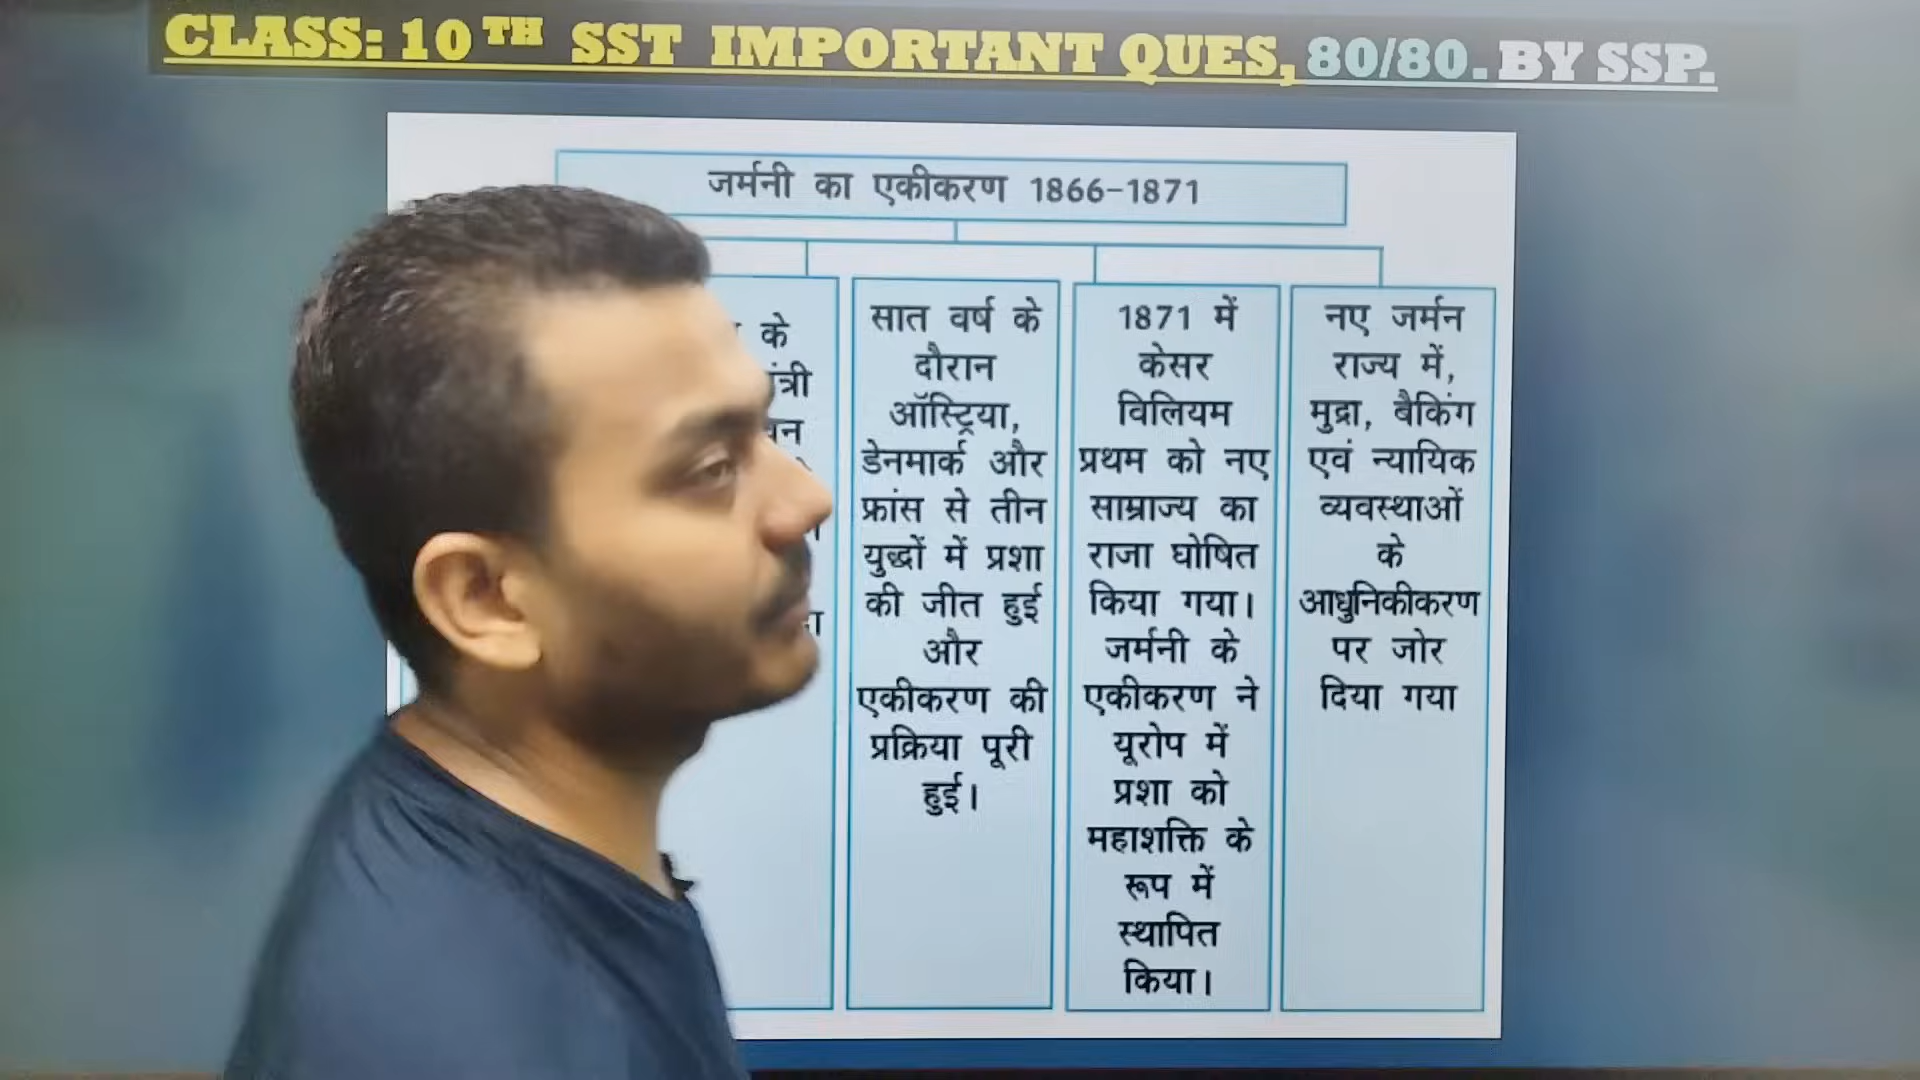 CLASS: 10TH SST IMPORTANT QUES, 80/80. BY SSP.
जर्मनी का एकीकरण 1866-1871
के
सात वर्ष के
दौरान
ऑस्ट्रिया,
डेनमार्क और
फ्रांस से तीन
युद्धों में प्रशा
की जीत हुई
और
एकीकरण की
प्रक्रिया पूरी
हुई।
1871 में
केसर
विलियम
प्रथम को नए
साम्राज्य का
राजा घोषित
किया गया।
जर्मनी के
एकीकरण ने
यूरोप में
प्रशा को
महाशक्ति के
रूप में
स्थापित
किया।
नए जर्मन
राज्य में,
मुद्रा, बैकिंग
एवं न्यायिक
व्यवस्थाओं
के
आधुनिकीकरण
पर जोर
दिया गया